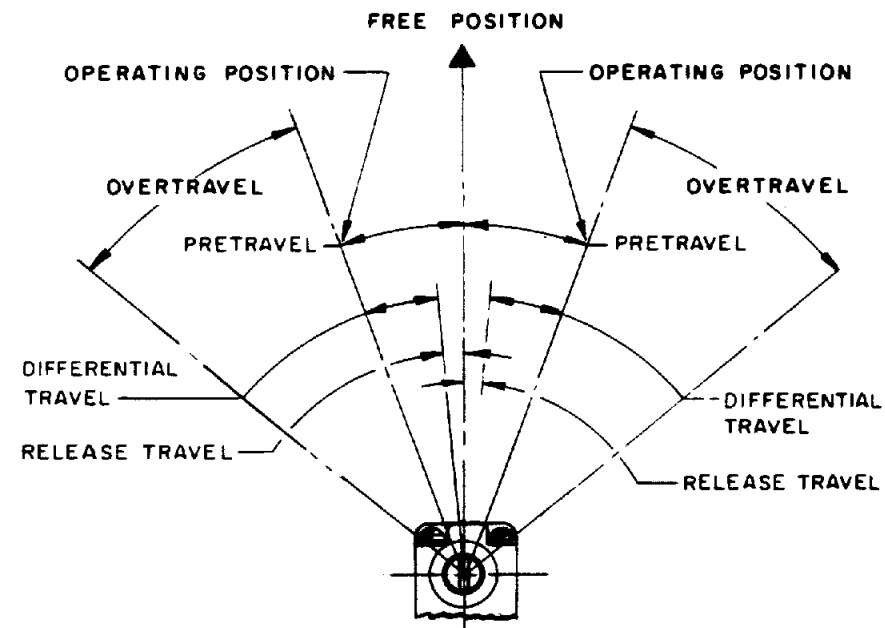 FREE POSITION
OPERATING POSITION
OPERATING POSITION
OVERTRAVEL
OVERTRAVEL
PRETRAVEL
PRETRAVEL
DIFFERENTIAL
TRAVEL
DIFFERENTIAL
TRAVEL
RELEASE TRAVEL
RELEASE TRAVEL